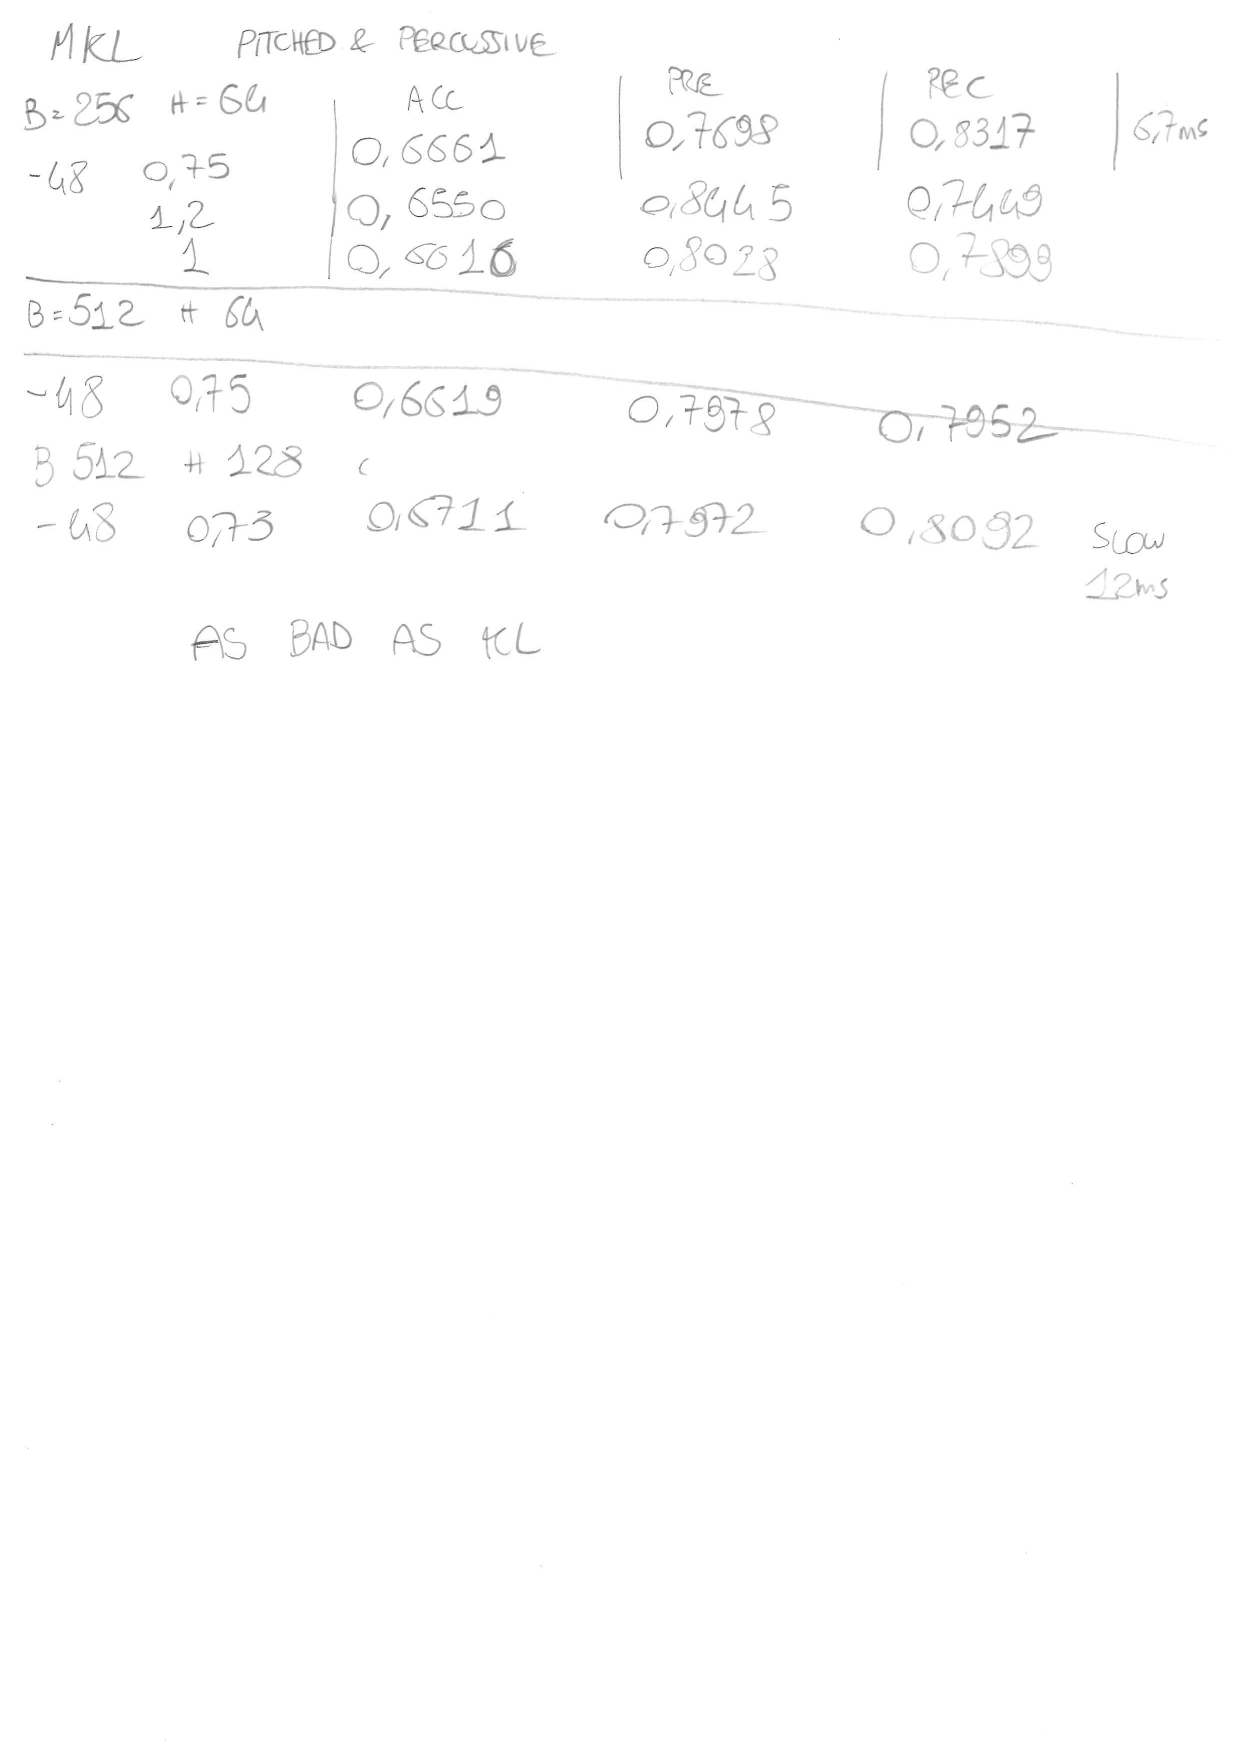 MKL PITCHED & PERCUSSIVE
B=256 H=64 ACC PRE REC
-48 0,75 0,6661 0,7698 0,8317 6,7ms
1,2 0,6550 0,8445 0,7449
1 0,6616 0,8028 0,7899
B=512 H 64
-48 0,75 0,6619 0,7978 0,7952
B 512 H 128
-48 0,73 0,6711 0,7972 0,8092 SLOW
12ms
AS BAD AS KL